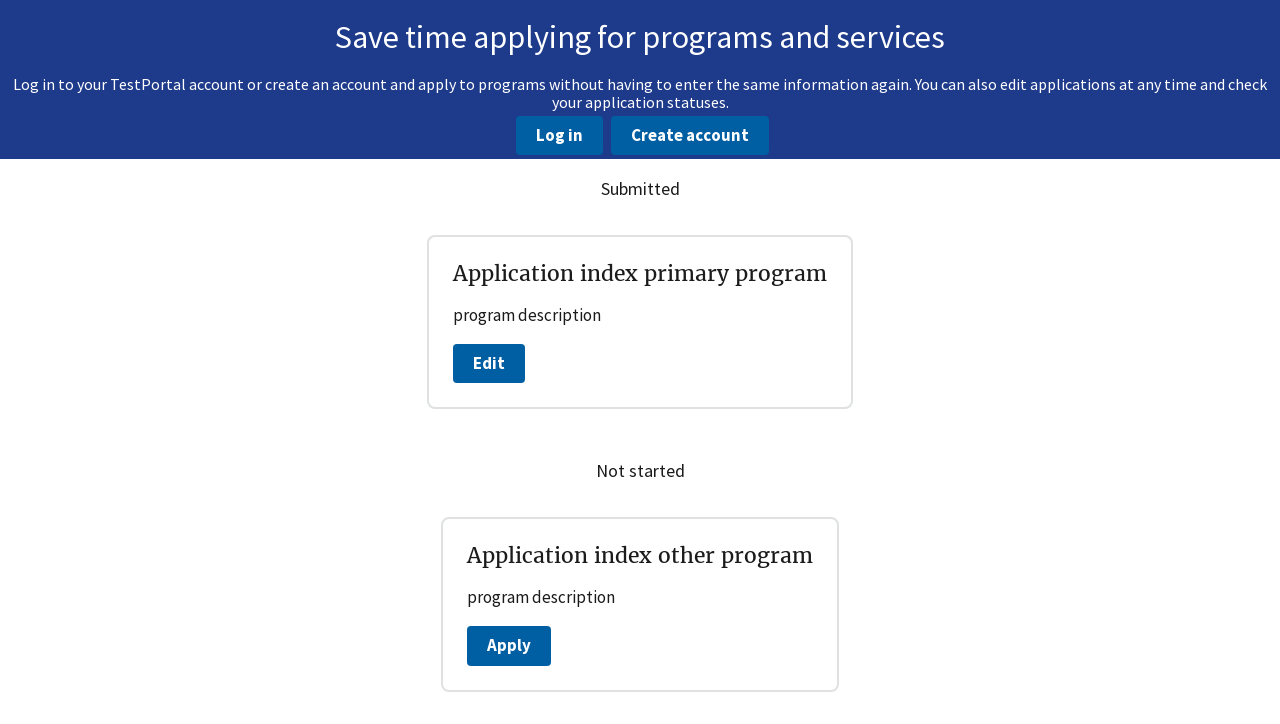 Save time applying for programs and services
Log in to your TestPortal account or create an account and apply to programs without having to enter the same information again. You can also edit applications at any time and check
your application statuses.
Log in
Create account
Submitted
Application index primary program
program description
Edit
Not started
Application index other program
program description
Apply